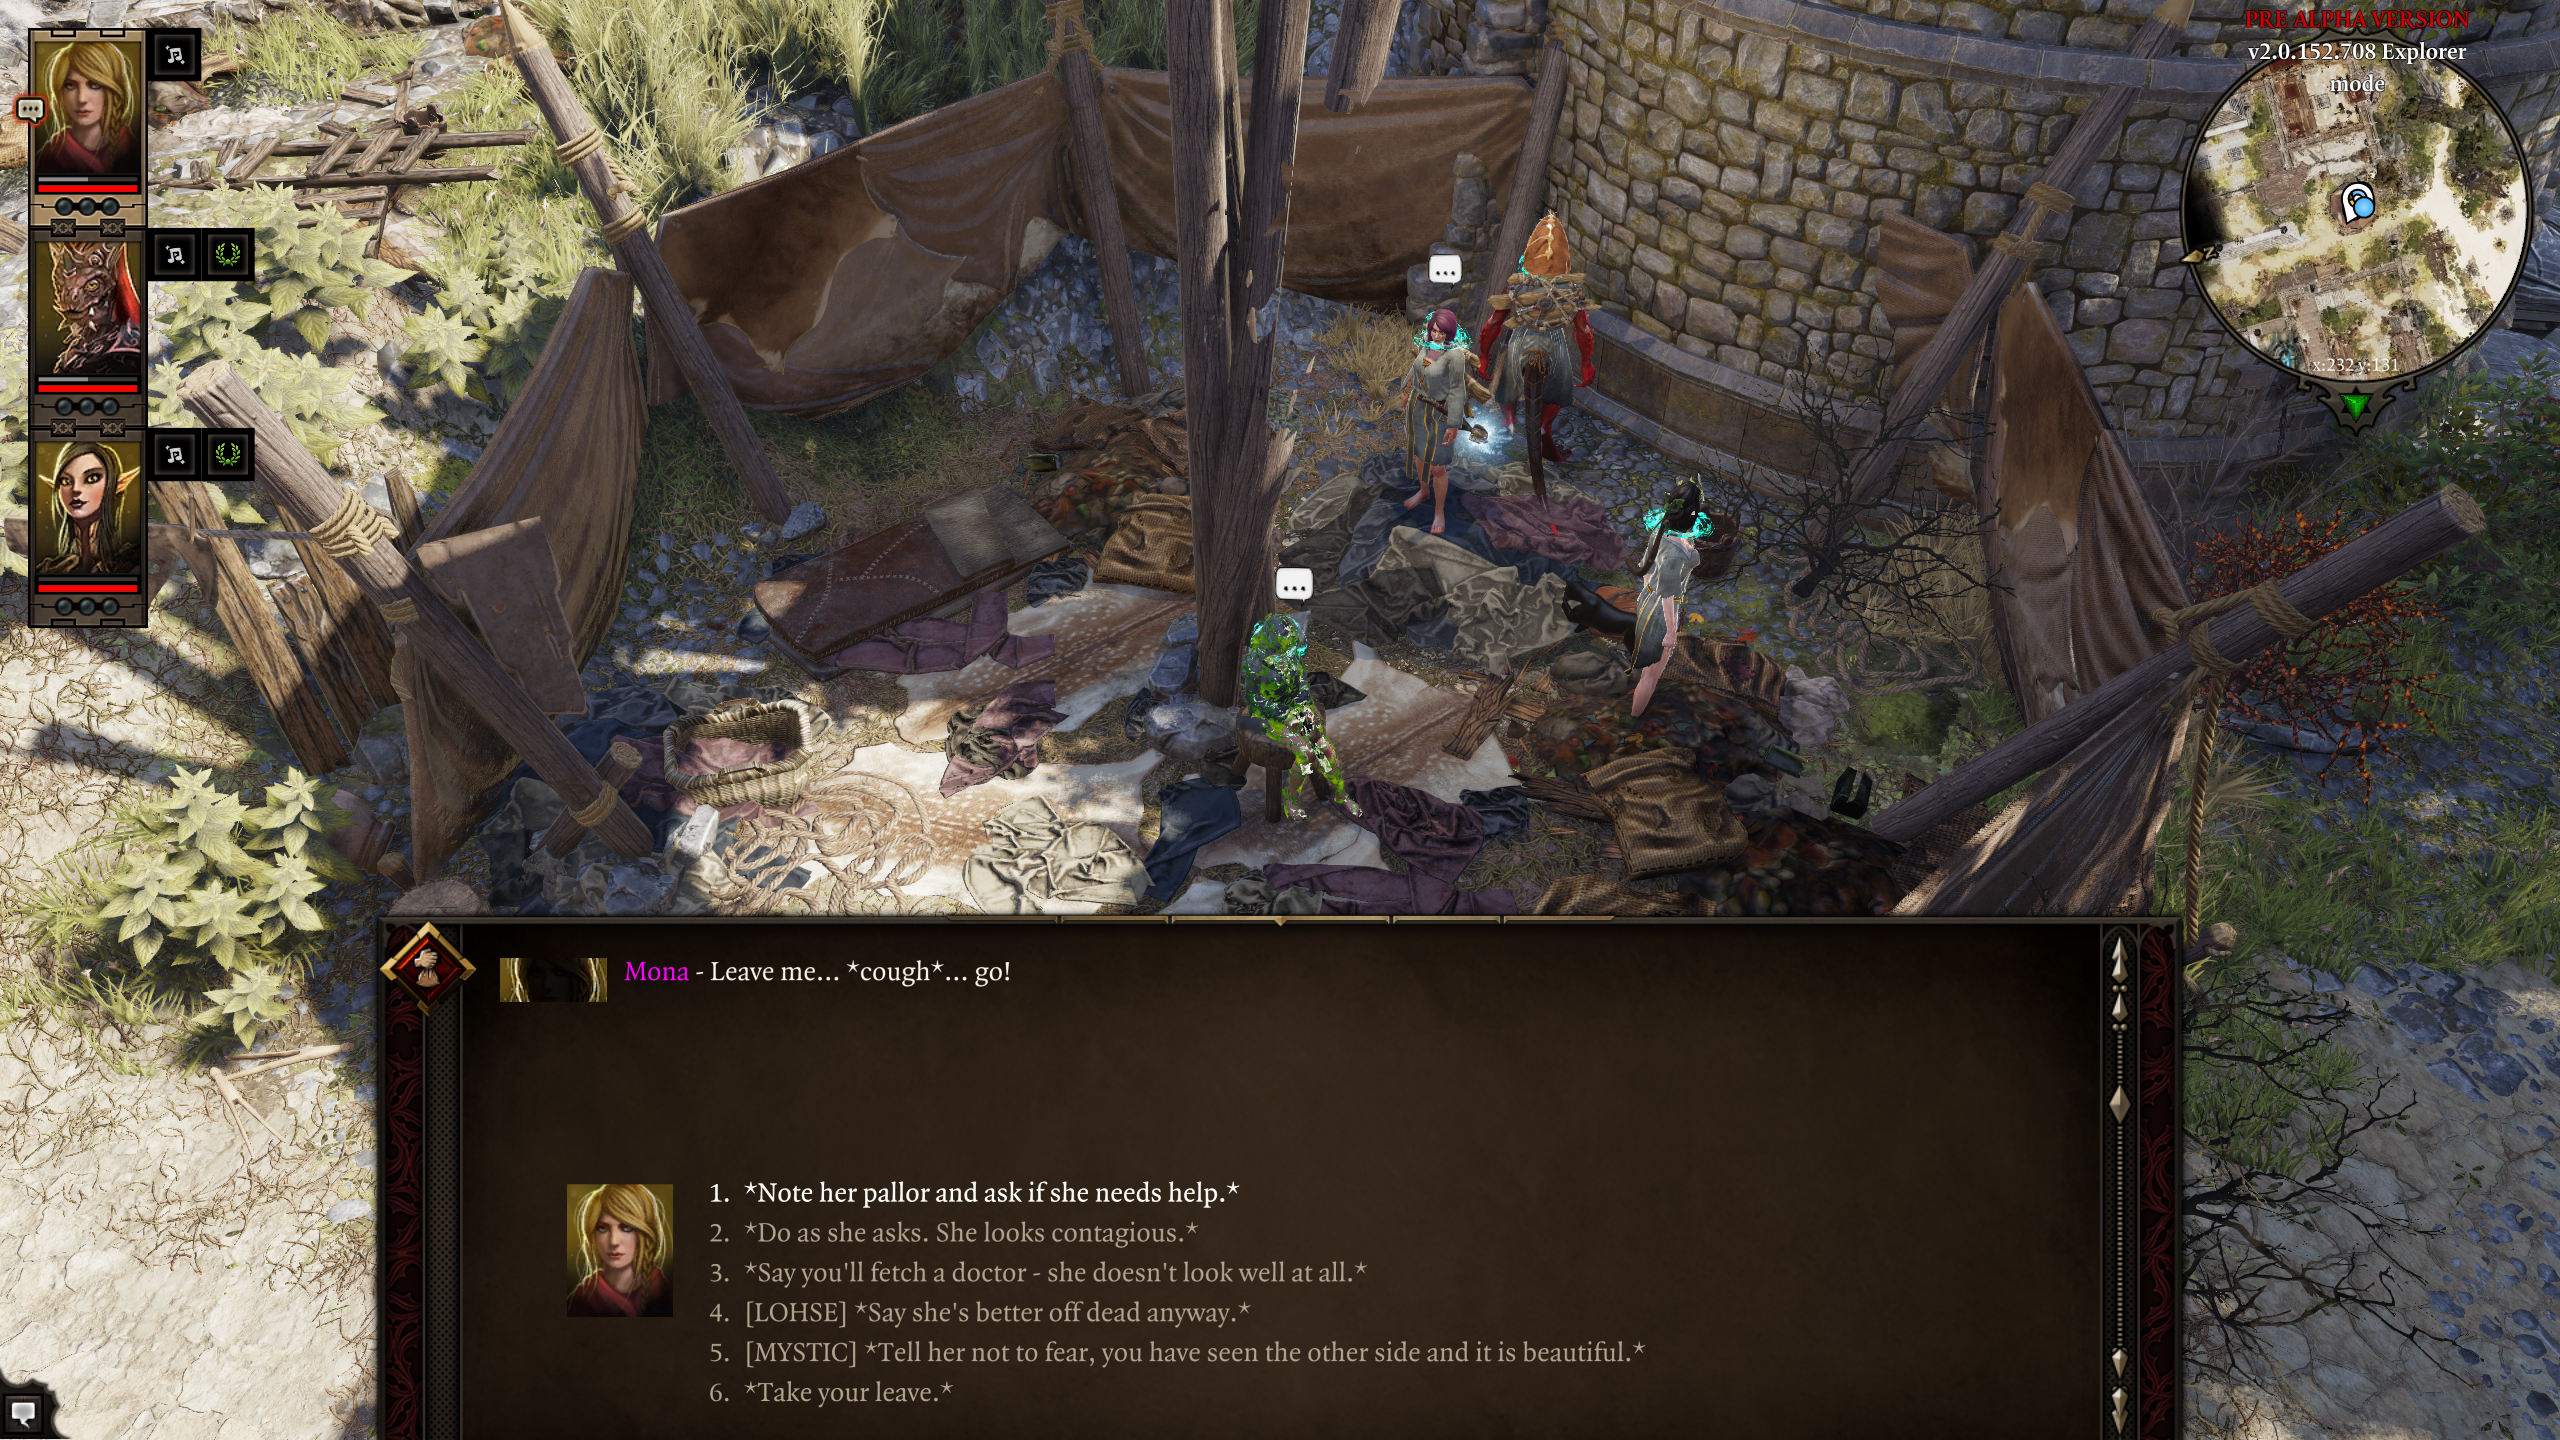 PRE ALPHA VERSION
v2.0.152.708 Explorer
mode
x:232 y:131
Mona - Leave me... *cough*... go!
1. *Note her pallor and ask if she needs help.*
2. *Do as she asks. She looks contagious.*
3. *Say you'll fetch a doctor - she doesn't look well at all.*
4. [LOHSE] *Say she's better off dead anyway.*
5. [MYSTIC] *Tell her not to fear, you have seen the other side and it is beautiful.*
6. *Take your leave.*